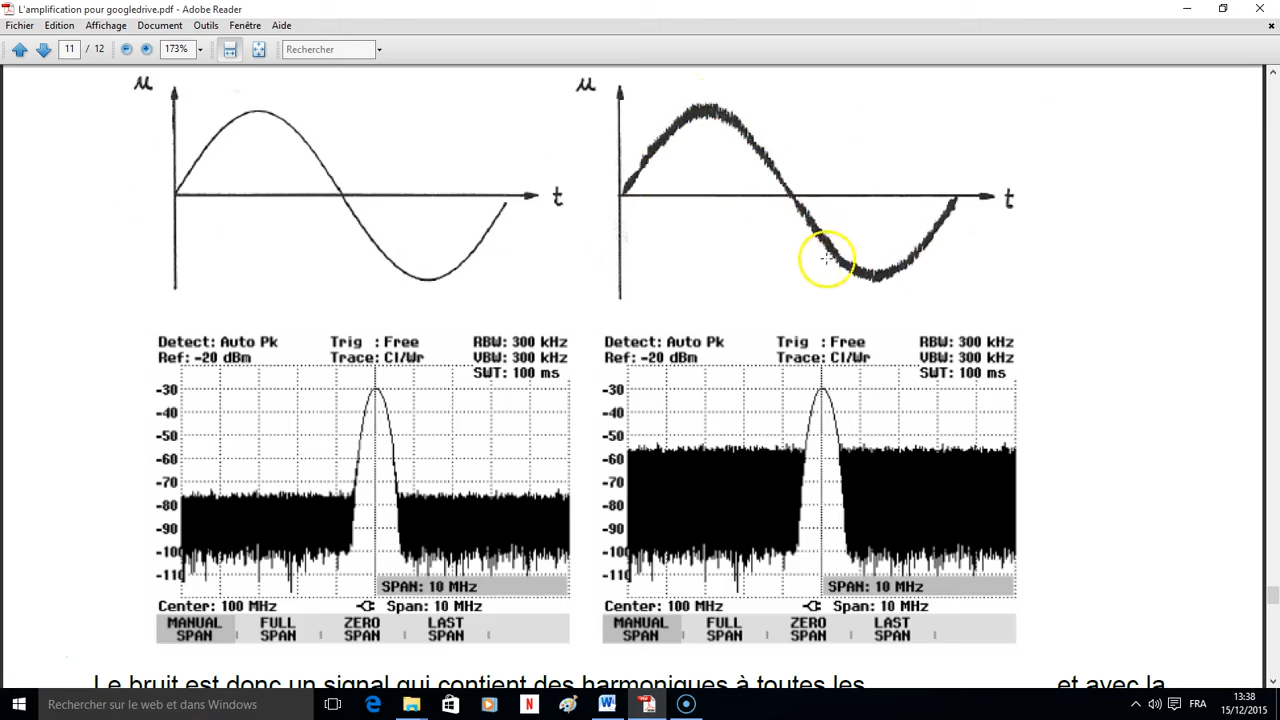 L'amplification pour googledrive.pdf - Adobe Reader
Fichier Edition Affichage Document Outils Fenêtre Aide
11 / 12 173% Rechercher
u t
u t
Detect: Auto Pk Trig : Free RBW: 300 kHz
Ref: -20 dBm Trace: Cl/Wr VBW: 300 kHz
SWT: 100 ms
-30
-40
-50
-60
-70
-80
-90
-100
-110
SPAN: 10 MHz
Center: 100 MHz Span: 10 MHz
MANUAL SPAN FULL SPAN ZERO SPAN LAST SPAN
Detect: Auto Pk Trig : Free RBW: 300 kHz
Ref: -20 dBm Trace: Cl/Wr VBW: 300 kHz
SWT: 100 ms
-30
-40
-50
-60
-70
-80
-90
-100
-110
SPAN: 10 MHz
Center: 100 MHz Span: 10 MHz
MANUAL SPAN FULL SPAN ZERO SPAN LAST SPAN
Le bruit est donc un signal qui contient des harmoniques à toutes les et avec la
Rechercher sur le web et dans Windows
FRA
13:38
15/12/2015